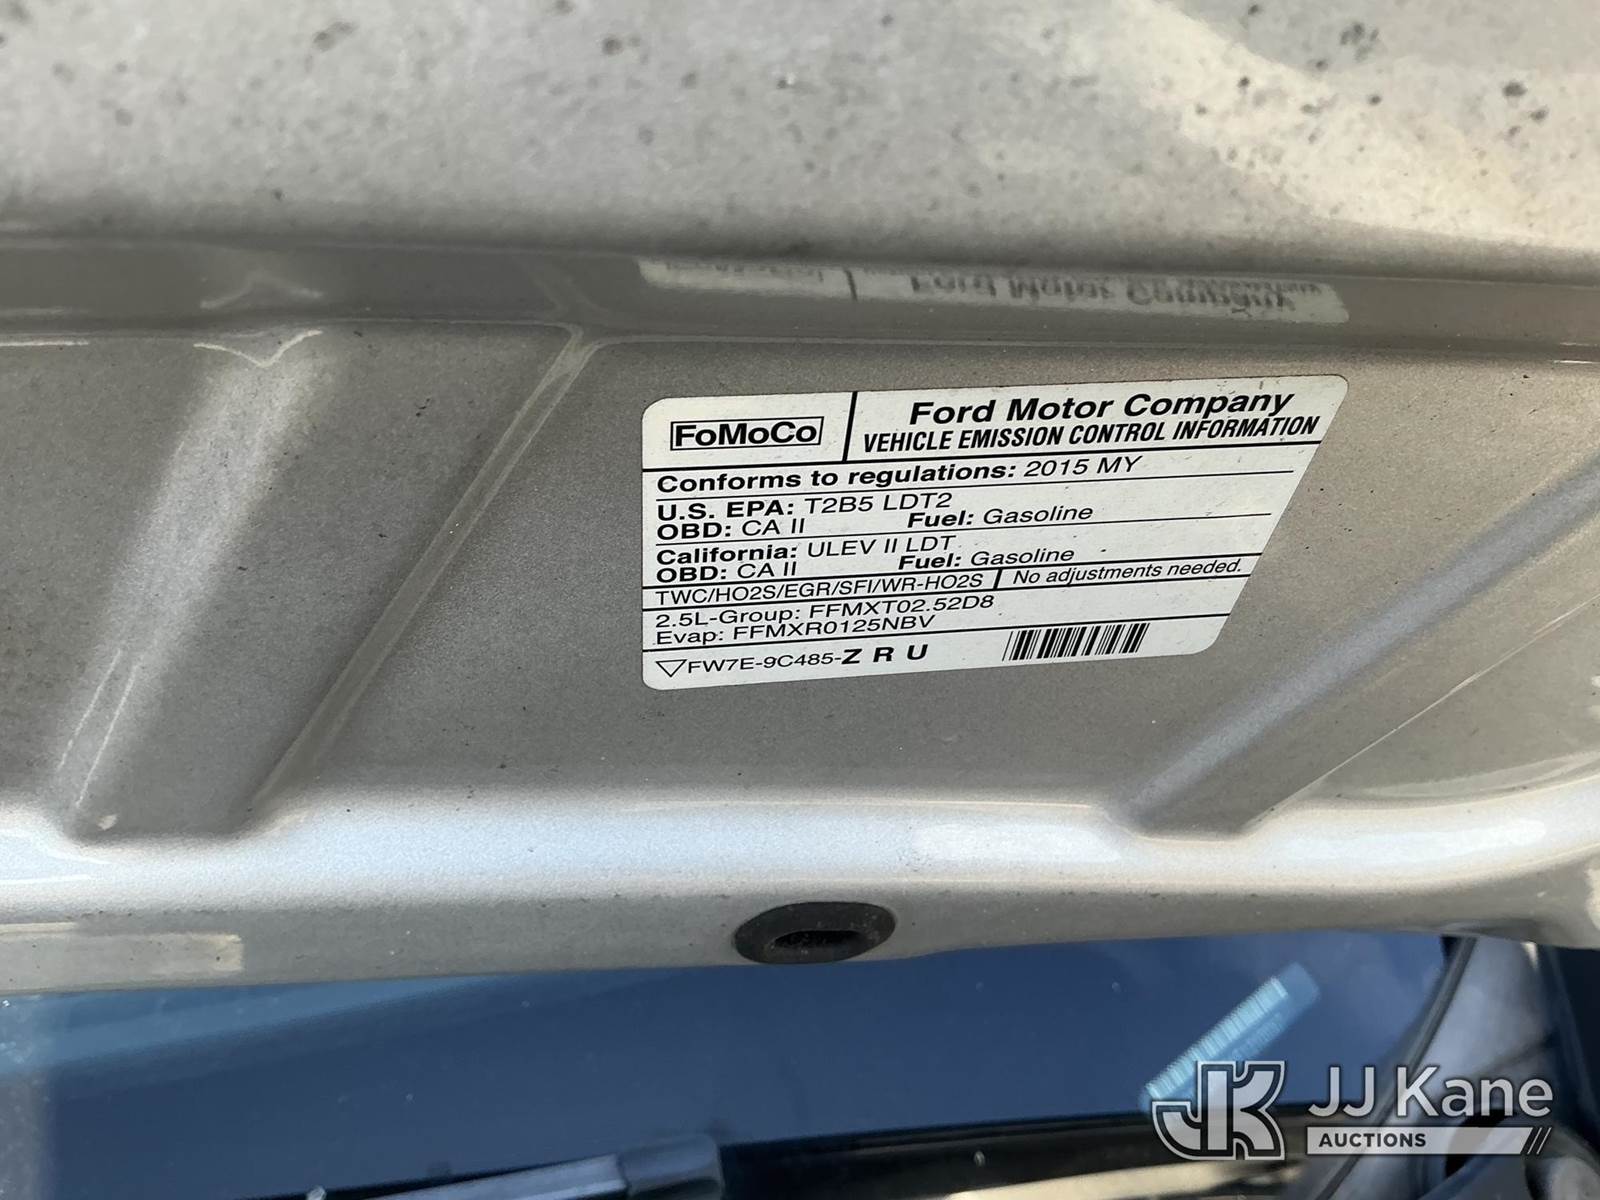 FoMoCo
Ford Motor Company
VEHICLE EMISSION CONTROL INFORMATION
Conforms to regulations: 2015 MY
U.S. EPA: T2B5 LDT2
OBD: CA II Fuel: Gasoline
California: ULEV II LDT
OBD: CA II Fuel: Gasoline
TWC/HO2S/EGR/SFI/WR-HO2S No adjustments needed.
2.5L-Group: FFMXT02.52D8
Evap: FFMXR0125NBV
FW7E-9C485-Z R U
JK JJ Kane
AUCTIONS